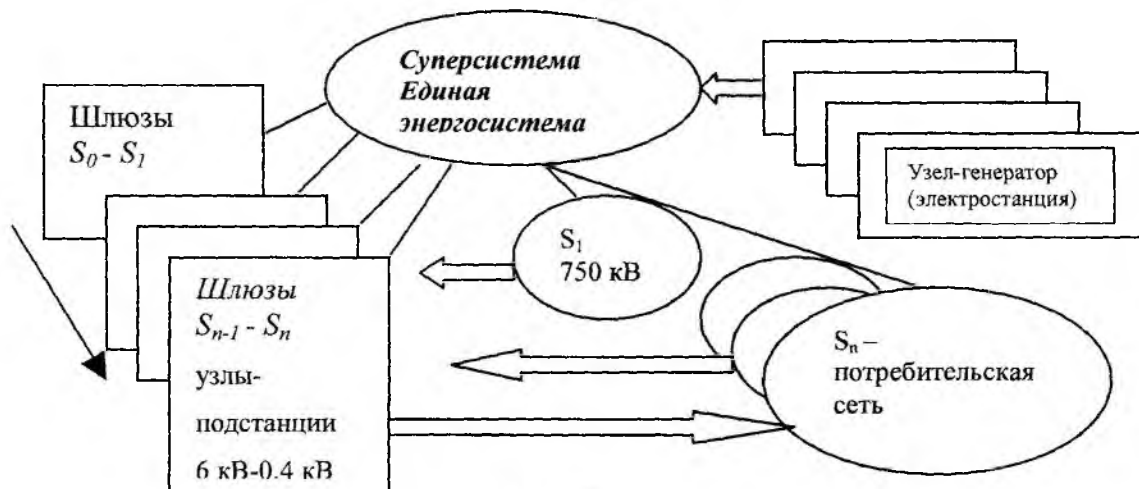 Суперсистема
Единая
энергосистема
Шлюзы
S₀ - S₁
Узел-генератор
(электростанция)
S₁
750 кВ
Шлюзы
Sₙ₋₁ - Sₙ
узлы-
подстанции
6 кВ-0.4 кВ
Sₙ –
потребительская
сеть